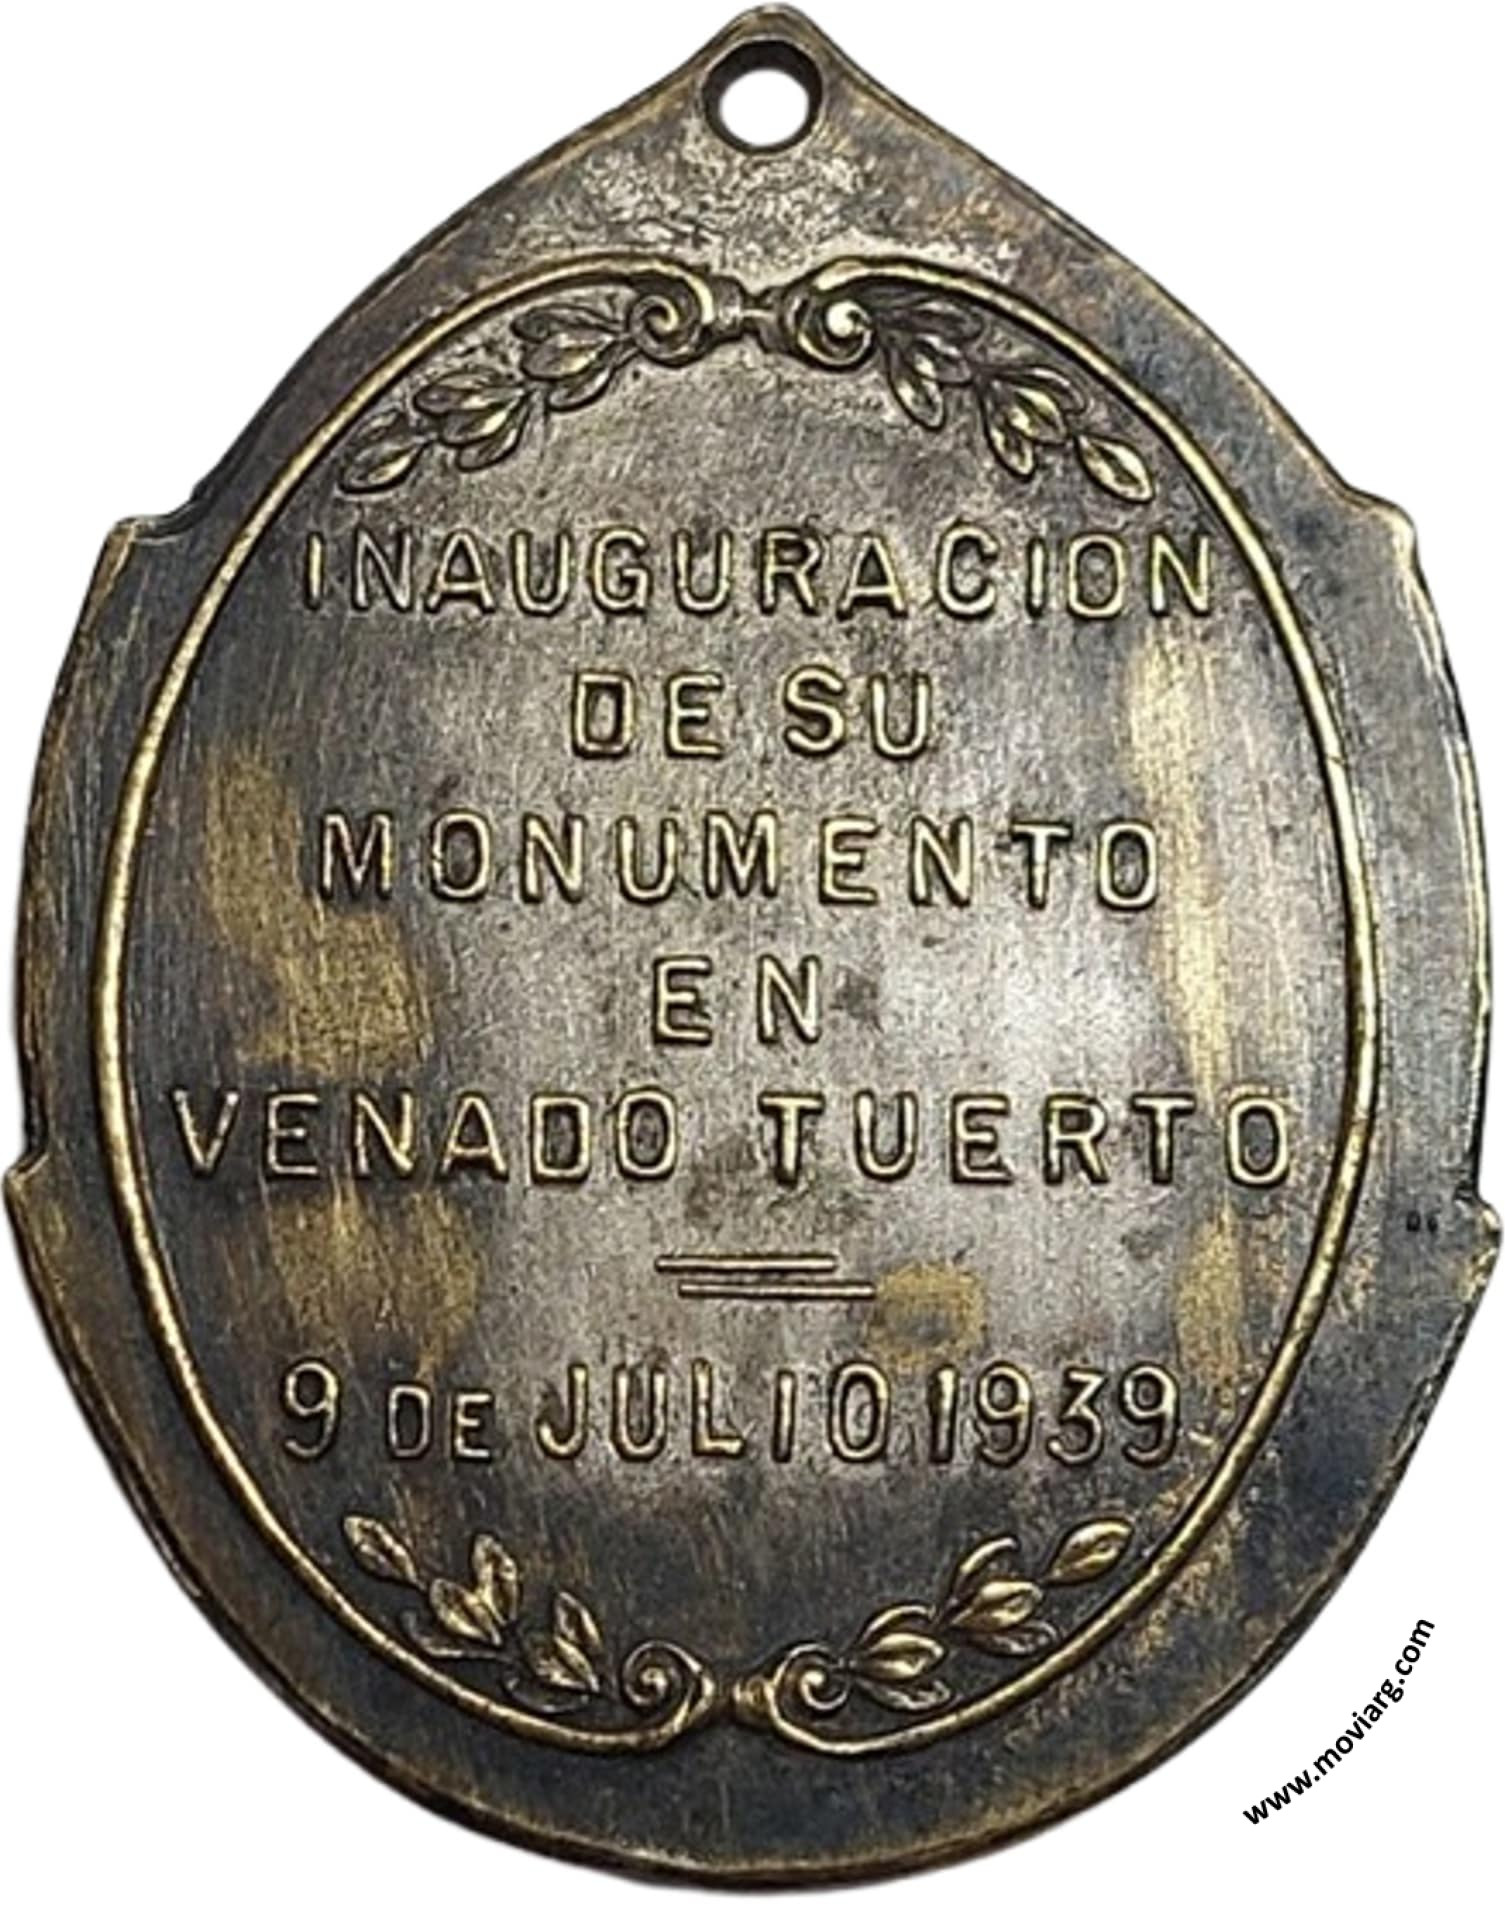 INAUGURACION
DE SU
MONUMENTO
EN
VENADO TUERTO
9 DE JULIO 1939
www.moviarg.com